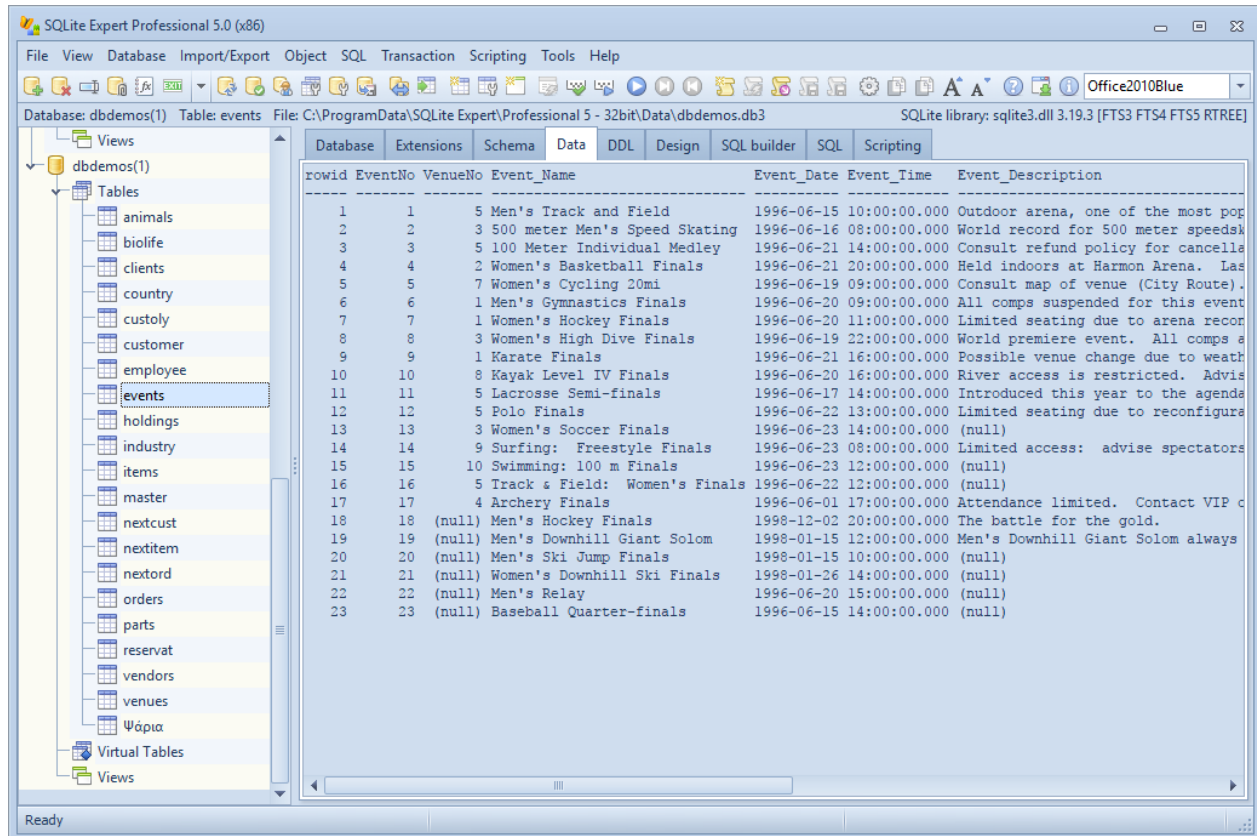 SQLite Expert Professional 5.0 (x86)
File View Database Import/Export Object SQL Transaction Scripting Tools Help
Office2010Blue
Database: dbdemos(1) Table: events File: C:\ProgramData\SQLite Expert\Professional 5 - 32bit\Data\dbdemos.db3 SQLite library: sqlite3.dll 3.19.3 [FTS3 FTS4 FTS5 RTREE]
Views
dbdemos(1)
Tables
animals
biolife
clients
country
custoly
customer
employee
events
holdings
industry
items
master
nextcust
nextitem
nextord
orders
parts
reservat
vendors
venues
Ψάρια
Virtual Tables
Views
Database Extensions Schema Data DDL Design SQL builder SQL Scripting
rowid EventNo VenueNo Event_Name Event_Date Event_Time Event_Description
1 1 5 Men's Track and Field 1996-06-15 10:00:00.000 Outdoor arena, one of the most pop
2 2 3 500 meter Men's Speed Skating 1996-06-16 08:00:00.000 World record for 500 meter speedsk
3 3 5 100 Meter Individual Medley 1996-06-21 14:00:00.000 Consult refund policy for cancella
4 4 2 Women's Basketball Finals 1996-06-21 20:00:00.000 Held indoors at Harmon Arena. Las
5 5 7 Women's Cycling 20mi 1996-06-19 09:00:00.000 Consult map of venue (City Route).
6 6 1 Men's Gymnastics Finals 1996-06-20 09:00:00.000 All comps suspended for this event
7 7 1 Women's Hockey Finals 1996-06-20 11:00:00.000 Limited seating due to arena recon
8 8 3 Women's High Dive Finals 1996-06-19 22:00:00.000 World premiere event. All comps a
9 9 1 Karate Finals 1996-06-21 16:00:00.000 Possible venue change due to weath
10 10 8 Kayak Level IV Finals 1996-06-20 16:00:00.000 River access is restricted. Advis
11 11 5 Lacrosse Semi-finals 1996-06-17 14:00:00.000 Introduced this year to the agenda
12 12 5 Polo Finals 1996-06-22 13:00:00.000 Limited seating due to reconfigura
13 13 3 Women's Soccer Finals 1996-06-23 14:00:00.000 (null)
14 14 9 Surfing: Freestyle Finals 1996-06-23 08:00:00.000 Limited access: advise spectators
15 15 10 Swimming: 100 m Finals 1996-06-23 12:00:00.000 (null)
16 16 5 Track & Field: Women's Finals 1996-06-22 12:00:00.000 (null)
17 17 4 Archery Finals 1996-06-01 17:00:00.000 Attendance limited. Contact VIP c
18 18 (null) Men's Hockey Finals 1998-12-02 20:00:00.000 The battle for the gold.
19 19 (null) Men's Downhill Giant Solom 1998-01-15 12:00:00.000 Men's Downhill Giant Solom always
20 20 (null) Men's Ski Jump Finals 1998-01-15 10:00:00.000 (null)
21 21 (null) Women's Downhill Ski Finals 1998-01-26 14:00:00.000 (null)
22 22 (null) Men's Relay 1996-06-20 15:00:00.000 (null)
23 23 (null) Baseball Quarter-finals 1996-06-15 14:00:00.000 (null)
Ready